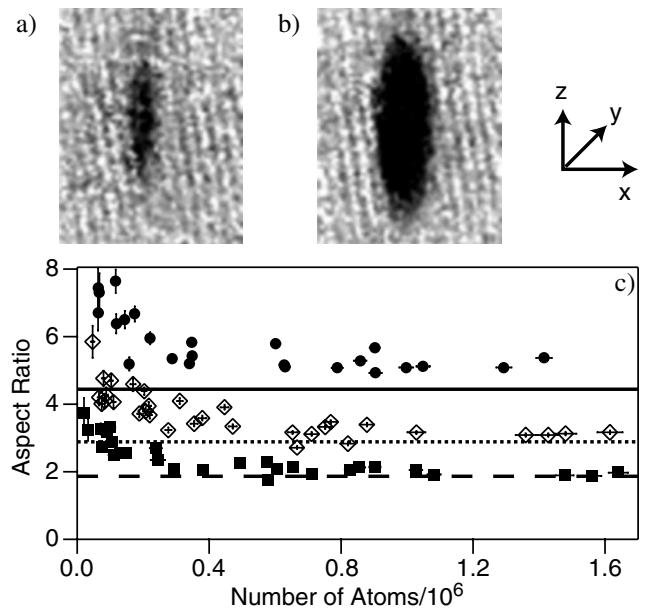 a)
b)
z
y
x
c)
8
6
4
2
0
Aspect Ratio
0.0
0.4
0.8
1.2
1.6
Number of Atoms/10⁶